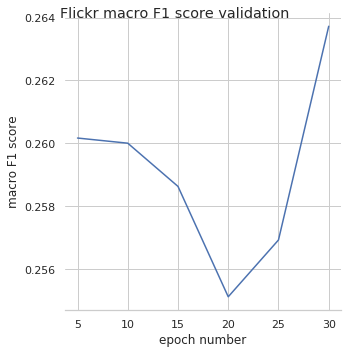 Flickr macro F1 score validation
0.264
0.262
0.260
0.258
0.256
macro F1 score
5 10 15 20 25 30
epoch number